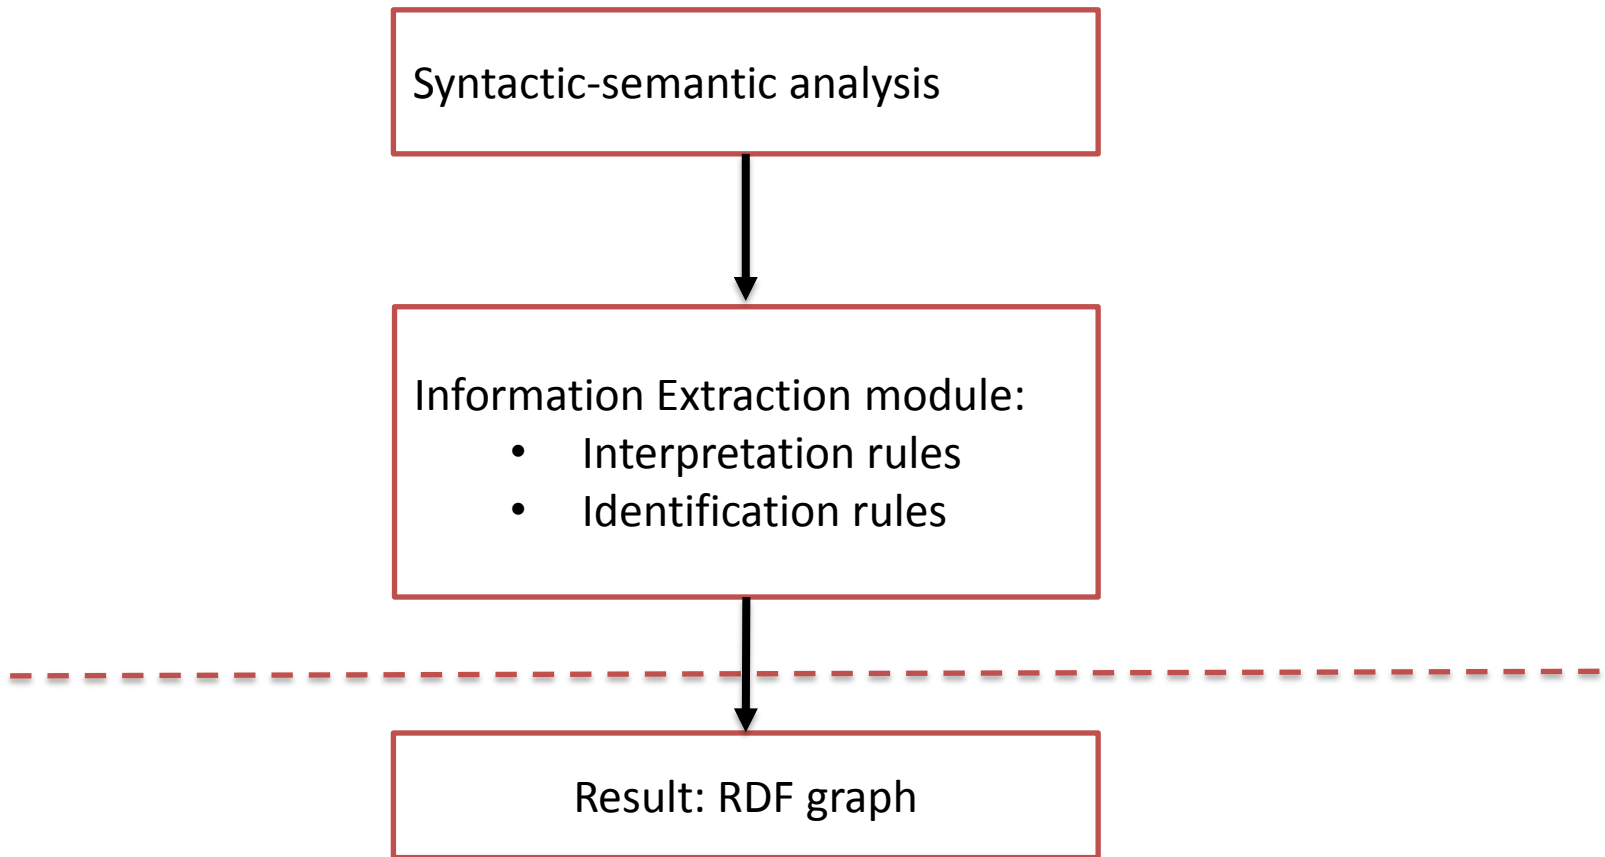 Syntactic-semantic analysis
Information Extraction module:
• Interpretation rules
• Identification rules
Result: RDF graph